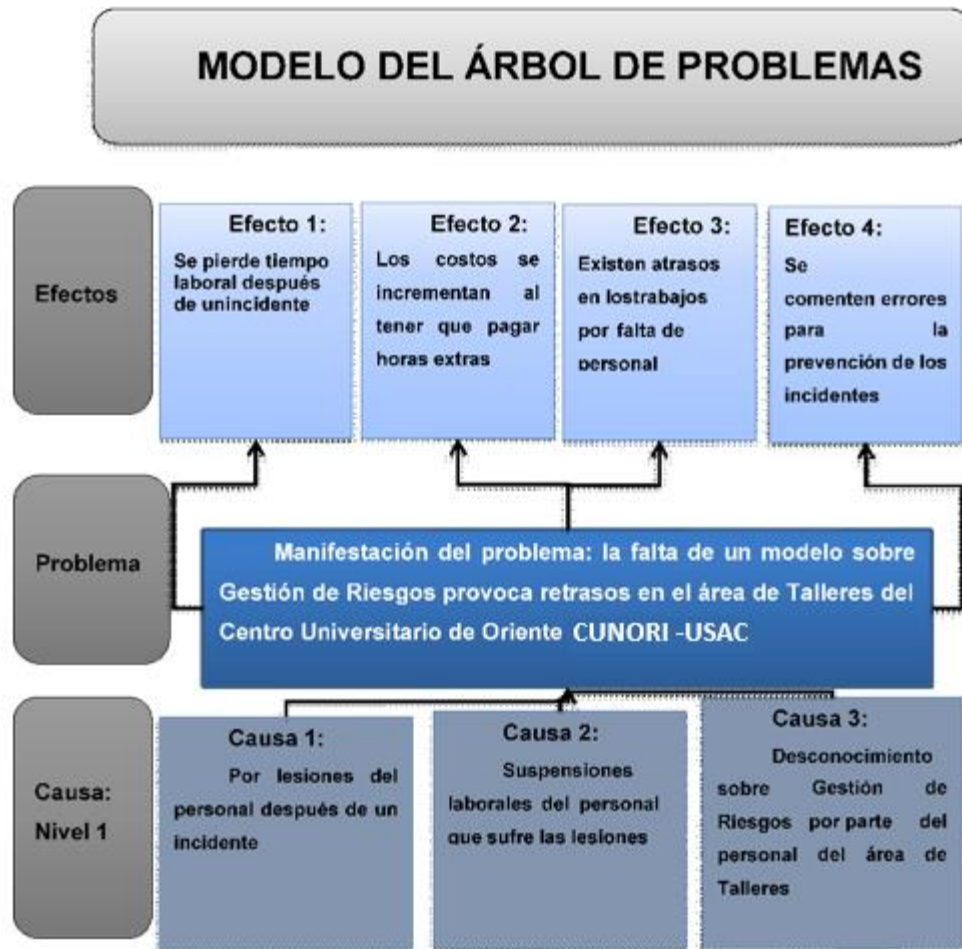 MODELO DEL ÁRBOL DE PROBLEMAS
Efectos
Efecto 1:
Se pierde tiempo
laboral después
de unincidente
Efecto 2:
Los costos se
incrementan al
tener que pagar
horas extras
Efecto 3:
Existen atrasos
en lostrabajos
por falta de
personal
Efecto 4:
Se
comenten errores
para la
prevención de los
incidentes
Problema
Manifestación del problema: la falta de un modelo sobre
Gestión de Riesgos provoca retrasos en el área de Talleres del
Centro Universitario de Oriente CUNORI -USAC
Causa:
Nivel 1
Causa 1:
Por lesiones del
personal después de un
incidente
Causa 2:
Suspensiones
laborales del personal
que sufre las lesiones
Causa 3:
Desconocimiento
sobre Gestión de
Riesgos por parte del
personal del área de
Talleres